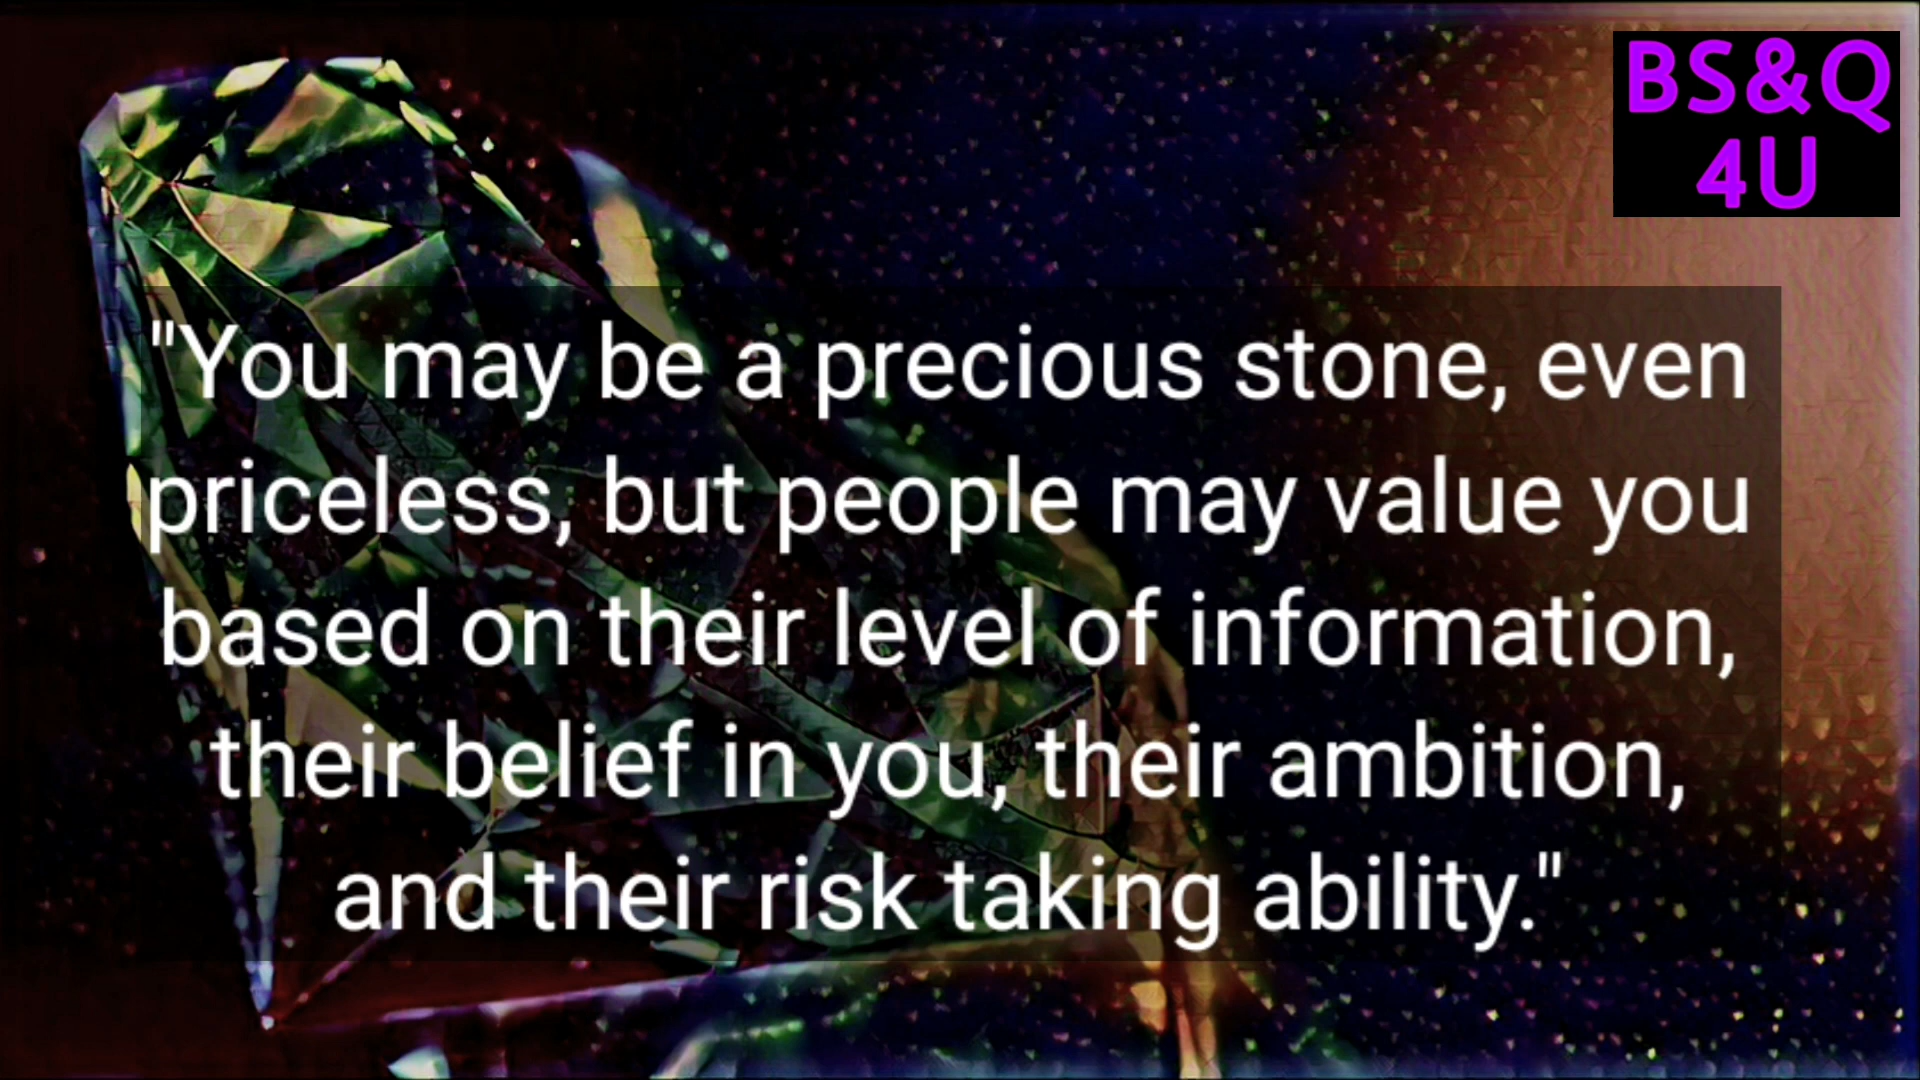 BS&Q
4U
"You may be a precious stone, even
priceless, but people may value you
based on their level of information,
their belief in you, their ambition,
and their risk taking ability."